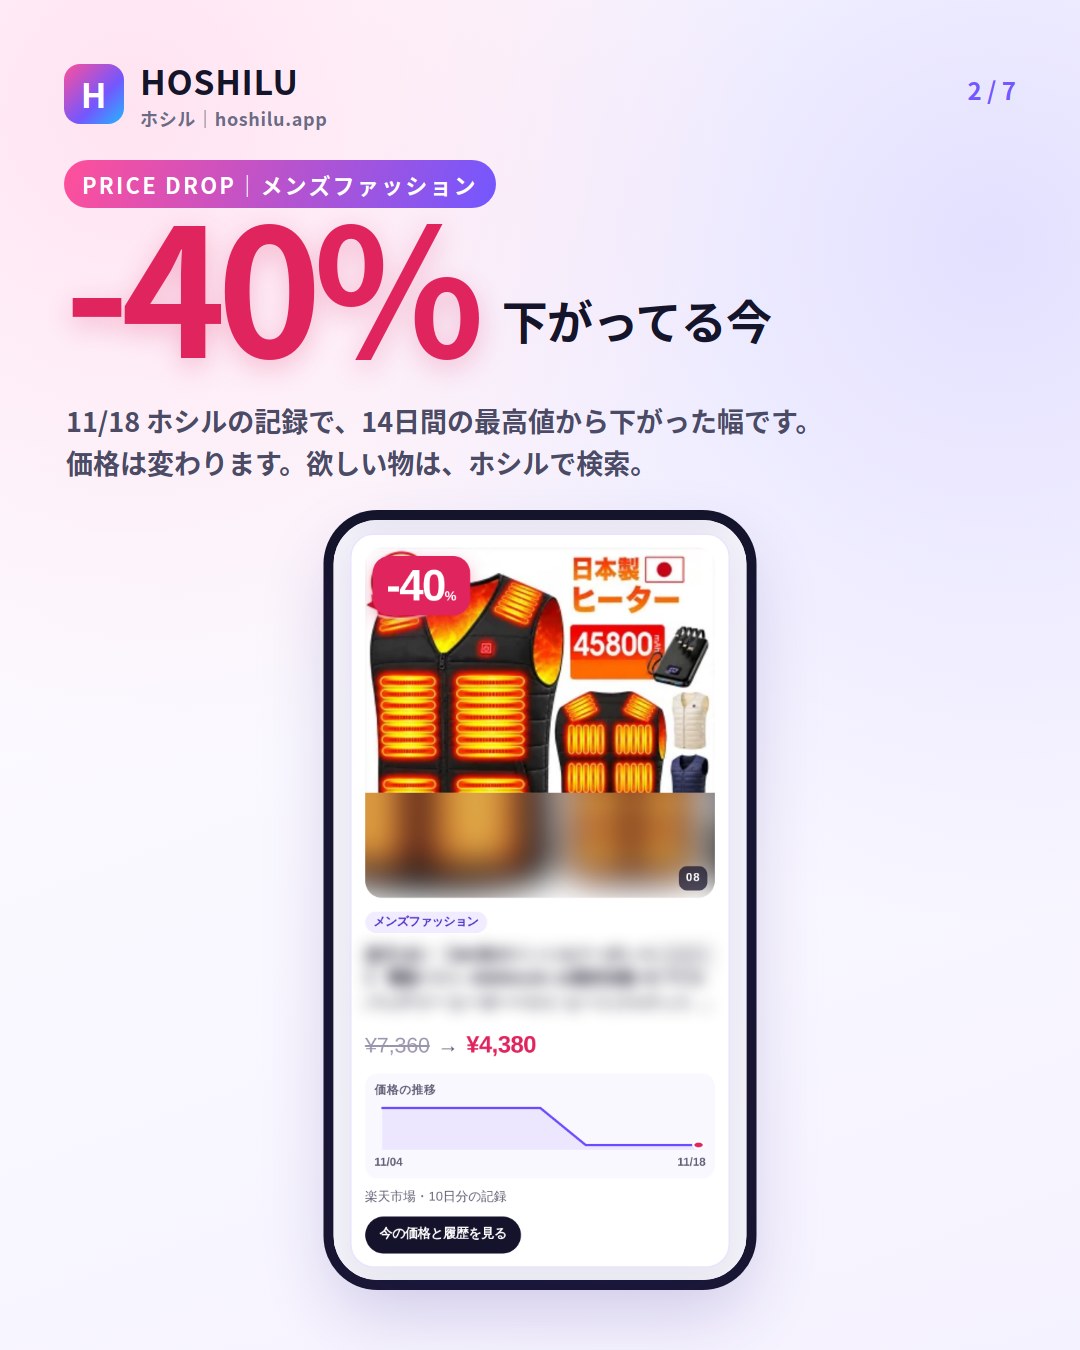 H
HOSHILU
ホシル｜hoshilu.app
2 / 7
PRICE DROP｜メンズファッション
-40% 下がってる今
11/18 ホシルの記録で、14日間の最高値から下がった幅です。
価格は変わります。欲しい物は、ホシルで検索。
-40%
日本製
ヒーター
45800
08
メンズファッション
¥7,360 → ¥4,380
価格の推移
11/04
11/18
楽天市場・10日分の記録
今の価格と履歴を見る